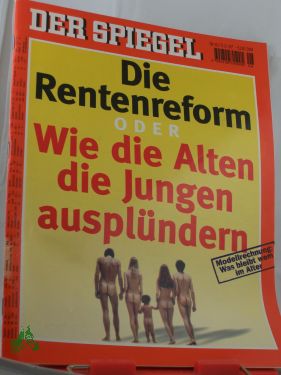 DER SPIEGEL
Die
Rentenreform
ODER
Wie die Alten
die Jungen
ausplündern
Modellrechnung:
Was bleibt wem
im Alter